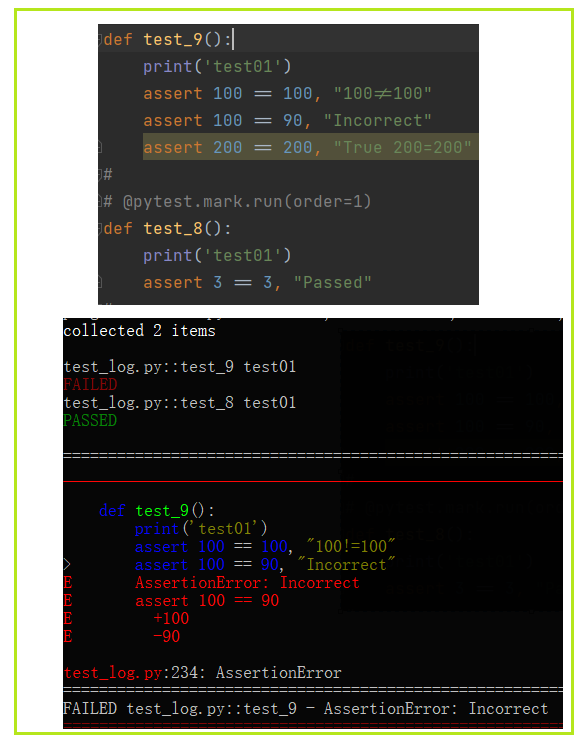 def test_9():
print('test01')
assert 100 == 100, "100!=100"
assert 100 == 90, "Incorrect"
assert 200 == 200, "True 200=200"
#
# @pytest.mark.run(order=1)
def test_8():
print('test01')
assert 3 == 3, "Passed"
collected 2 items
test_log.py::test_9 test01
FAILED
test_log.py::test_8 test01
PASSED
def test_9():
print('test01')
assert 100 == 100, "100!=100"
> assert 100 == 90, "Incorrect"
E AssertionError: Incorrect
E assert 100 == 90
E +100
E -90
test_log.py:234: AssertionError
FAILED test_log.py::test_9 - AssertionError: Incorrect